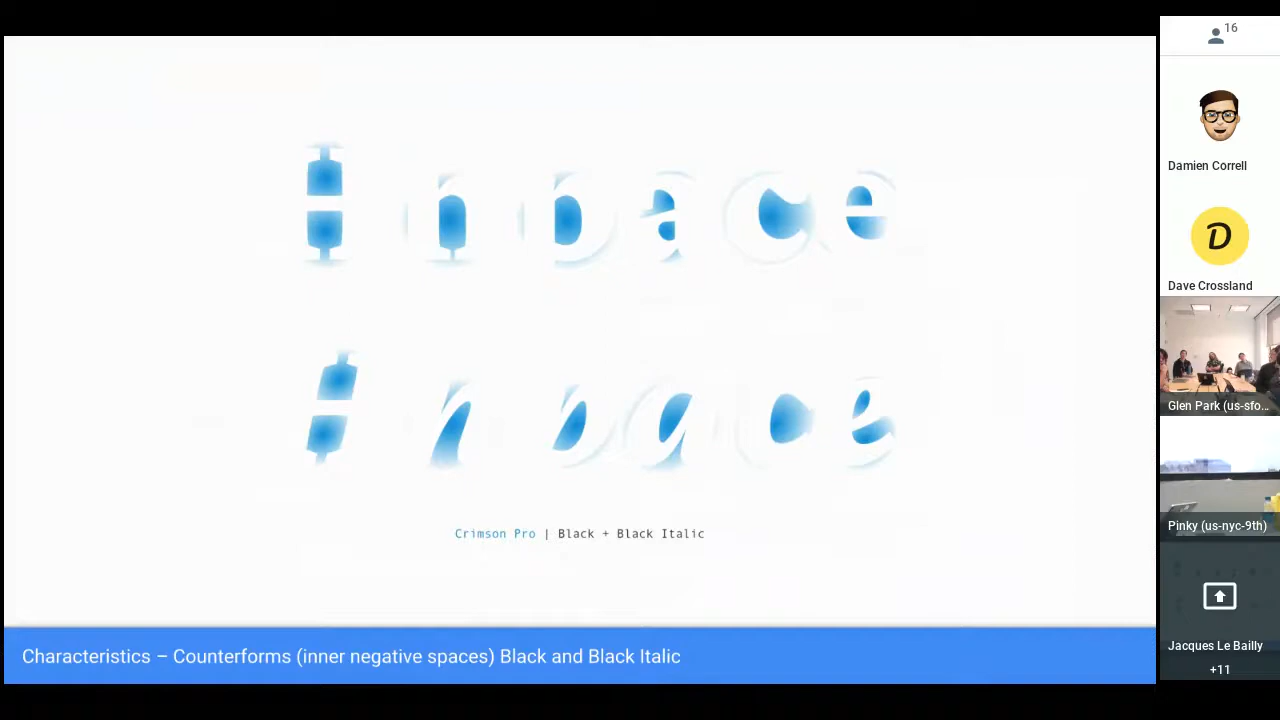 16
Damien Correll
D
Dave Crossland
Glen Park (us-sfo...
Pinky (us-nyc-9th)
Jacques Le Bailly
+11
Crimson Pro | Black + Black Italic
Characteristics – Counterforms (inner negative spaces) Black and Black Italic